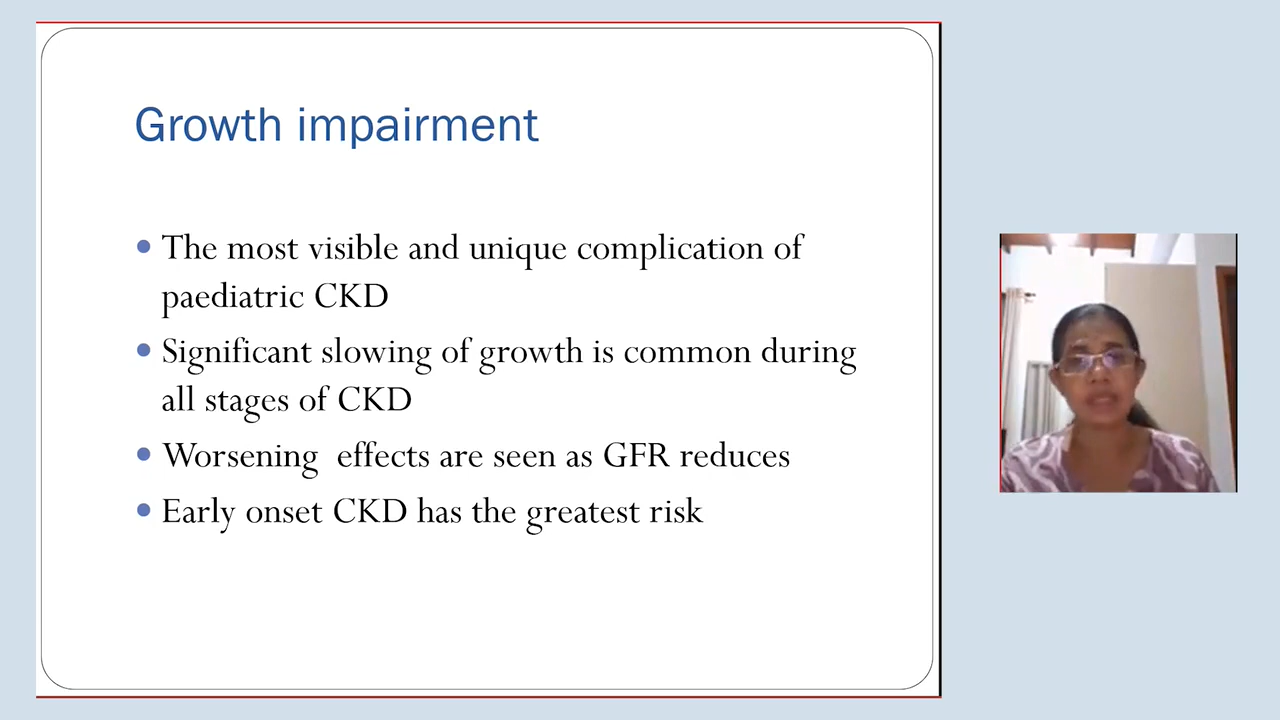 Growth impairment
The most visible and unique complication of
paediatric CKD
Significant slowing of growth is common during
all stages of CKD
Worsening  effects are seen as GFR reduces
Early onset CKD has the greatest risk